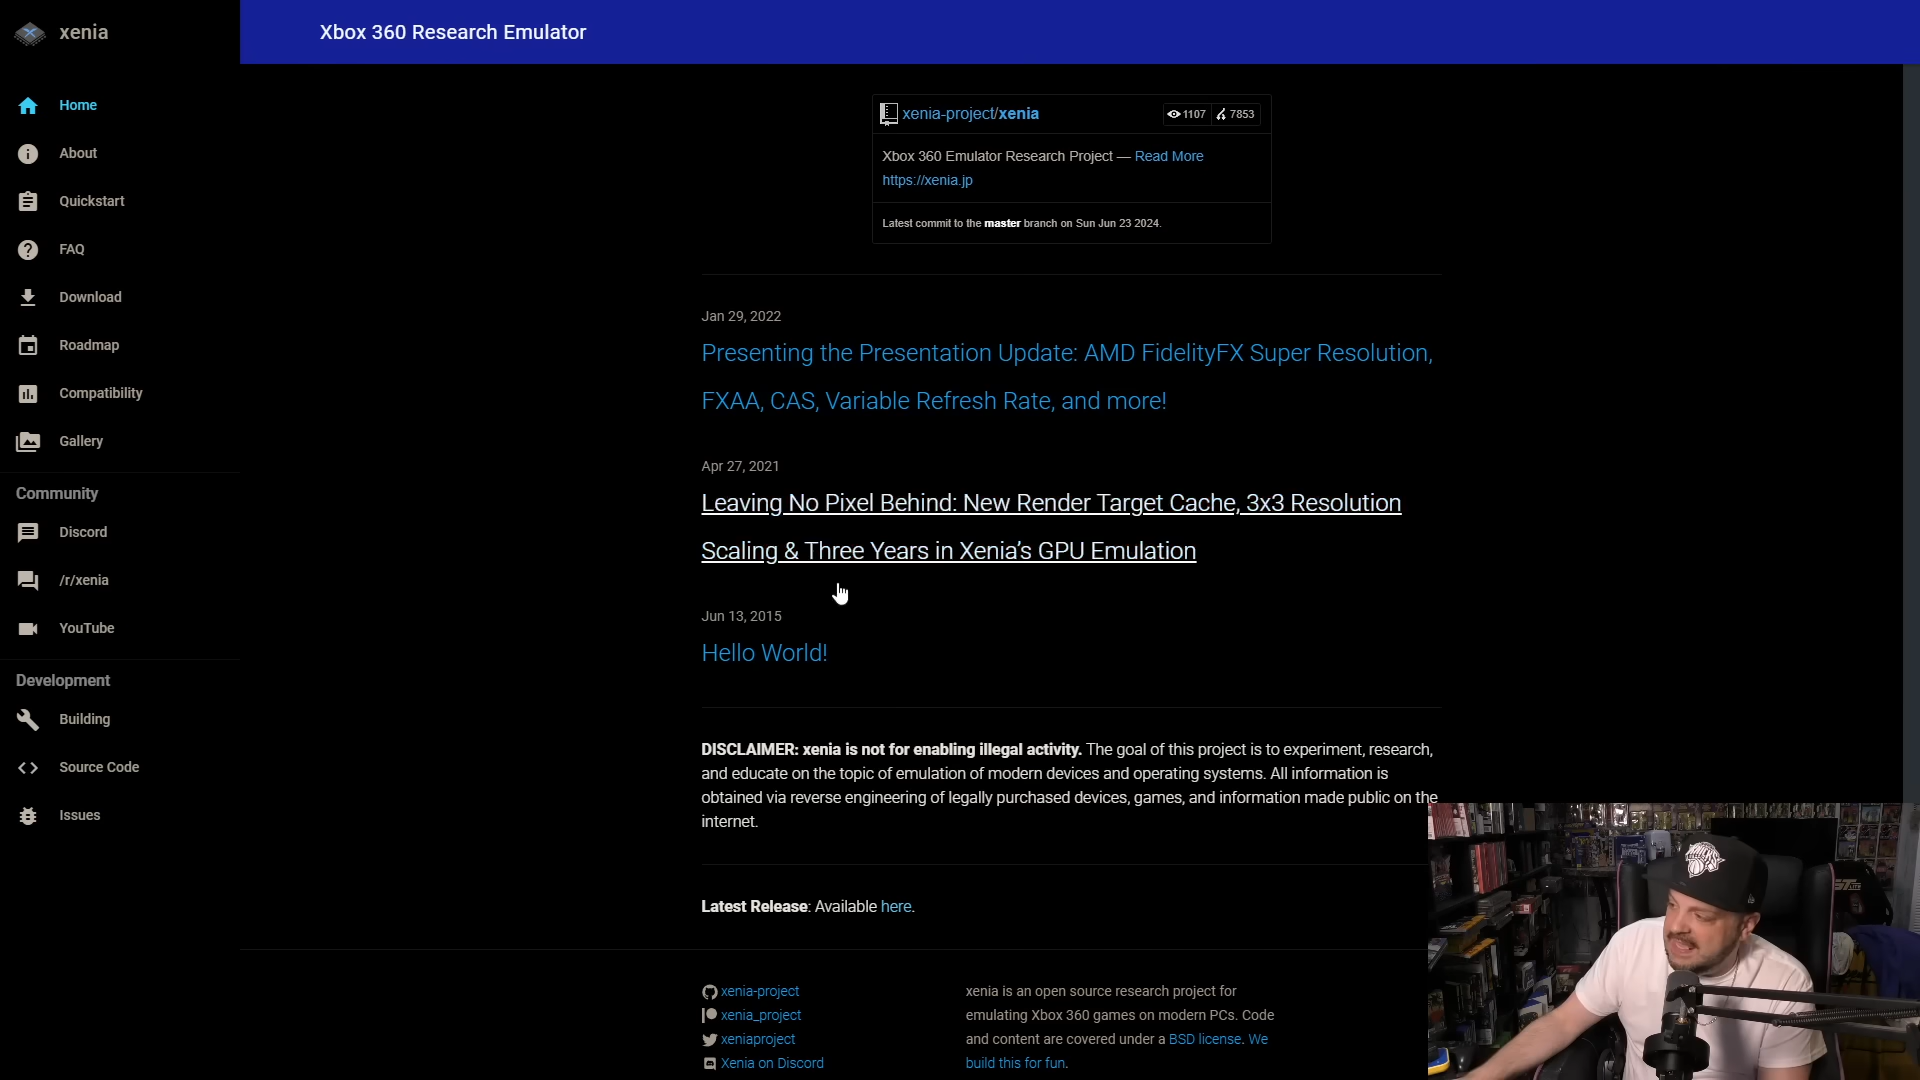 xenia
Xbox 360 Research Emulator
Home
About
Quickstart
FAQ
Download
Roadmap
Compatibility
Gallery
Community
Discord
/r/xenia
YouTube
Development
Building
Source Code
Issues
xenia-project/xenia
1107
7853
Xbox 360 Emulator Research Project — Read More
https://xenia.jp
Latest commit to the master branch on Sun Jun 23 2024.
Jan 29, 2022
Presenting the Presentation Update: AMD FidelityFX Super Resolution,
FXAA, CAS, Variable Refresh Rate, and more!
Apr 27, 2021
Leaving No Pixel Behind: New Render Target Cache, 3x3 Resolution
Scaling & Three Years in Xenia’s GPU Emulation
Jun 13, 2015
Hello World!
DISCLAIMER: xenia is not for enabling illegal activity. The goal of this project is to experiment, research,
and educate on the topic of emulation of modern devices and operating systems. All information is
obtained via reverse engineering of legally purchased devices, games, and information made public on the
internet.
Latest Release: Available here.
xenia-project
xenia_project
xeniaproject
Xenia on Discord
xenia is an open source research project for
emulating Xbox 360 games on modern PCs. Code
and content are covered under a BSD license. We
build this for fun.